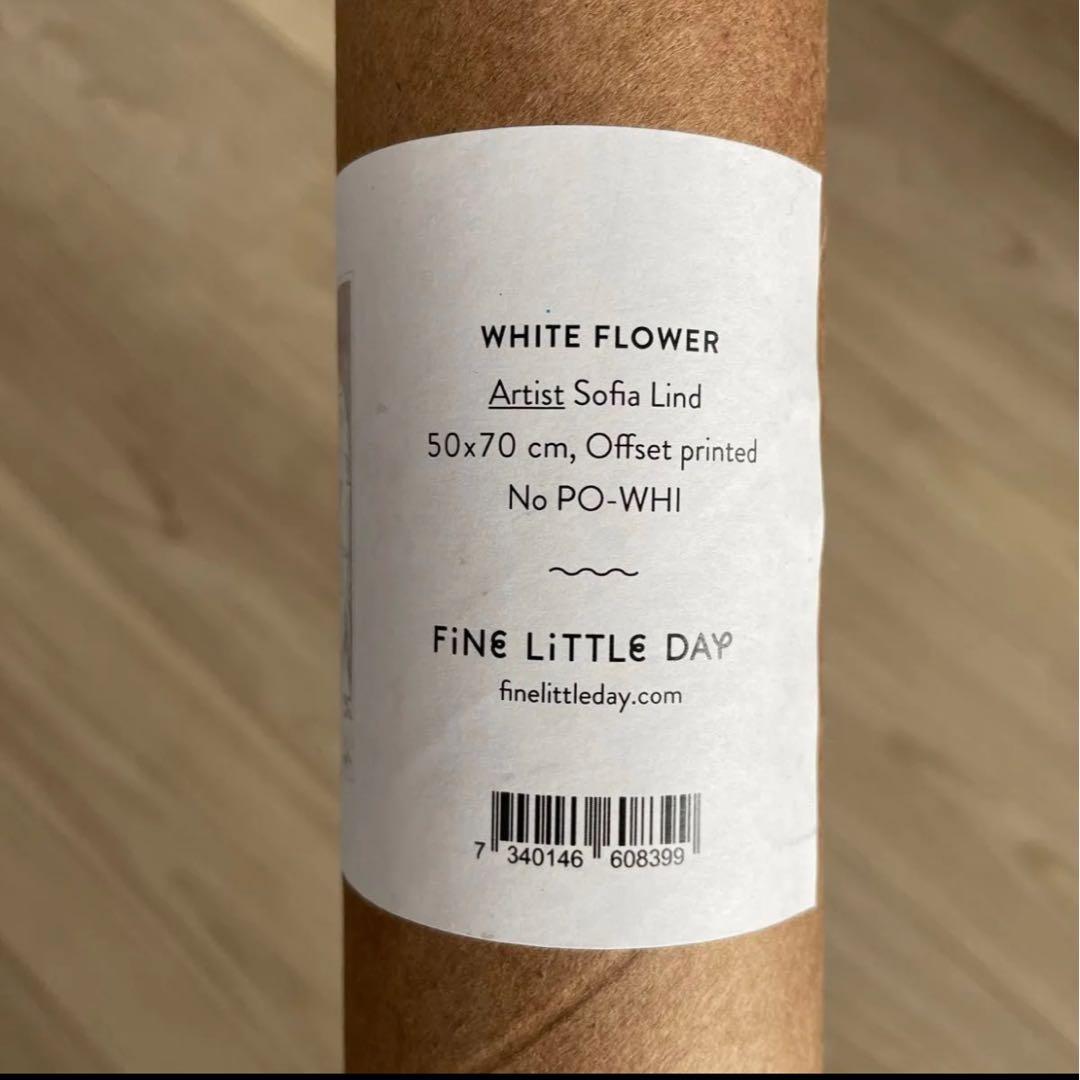 WHITE FLOWER
Artist Sofia Lind
50x70 cm, Offset printed
No PO-WHI
FiNE LiTTLE DAY
finelittleday.com
7 340146 608399